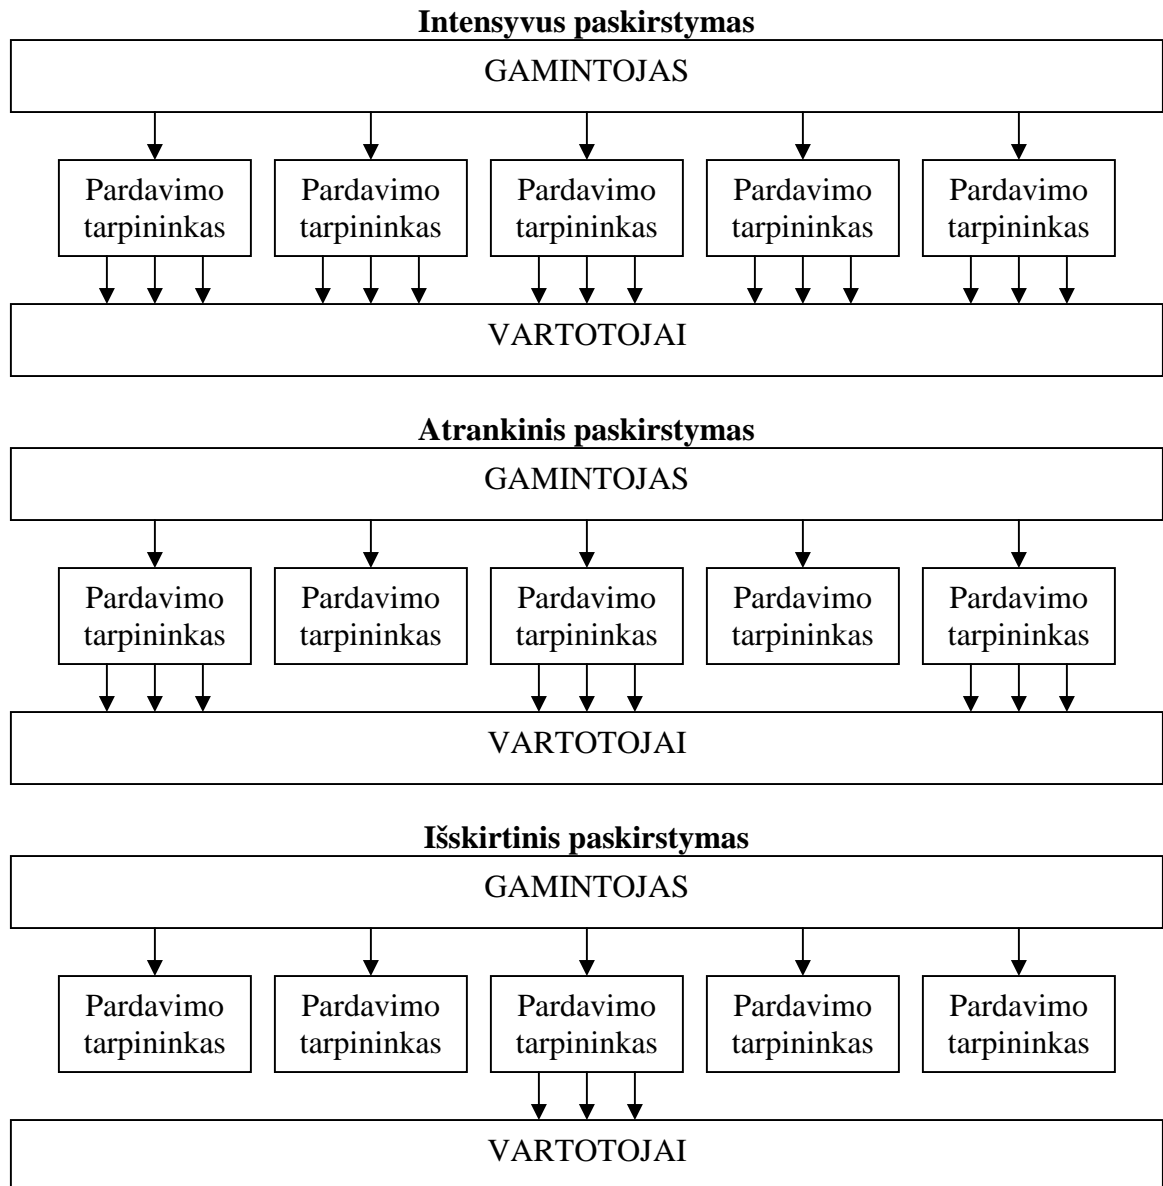 Intensyvus paskirstymas
GAMINTOJAS
Pardavimo
tarpininkas
Pardavimo
tarpininkas
Pardavimo
tarpininkas
Pardavimo
tarpininkas
Pardavimo
tarpininkas
VARTOTOJAI
Atrankinis paskirstymas
GAMINTOJAS
Pardavimo
tarpininkas
Pardavimo
tarpininkas
Pardavimo
tarpininkas
Pardavimo
tarpininkas
Pardavimo
tarpininkas
VARTOTOJAI
Išskirtinis paskirstymas
GAMINTOJAS
Pardavimo
tarpininkas
Pardavimo
tarpininkas
Pardavimo
tarpininkas
Pardavimo
tarpininkas
Pardavimo
tarpininkas
VARTOTOJAI